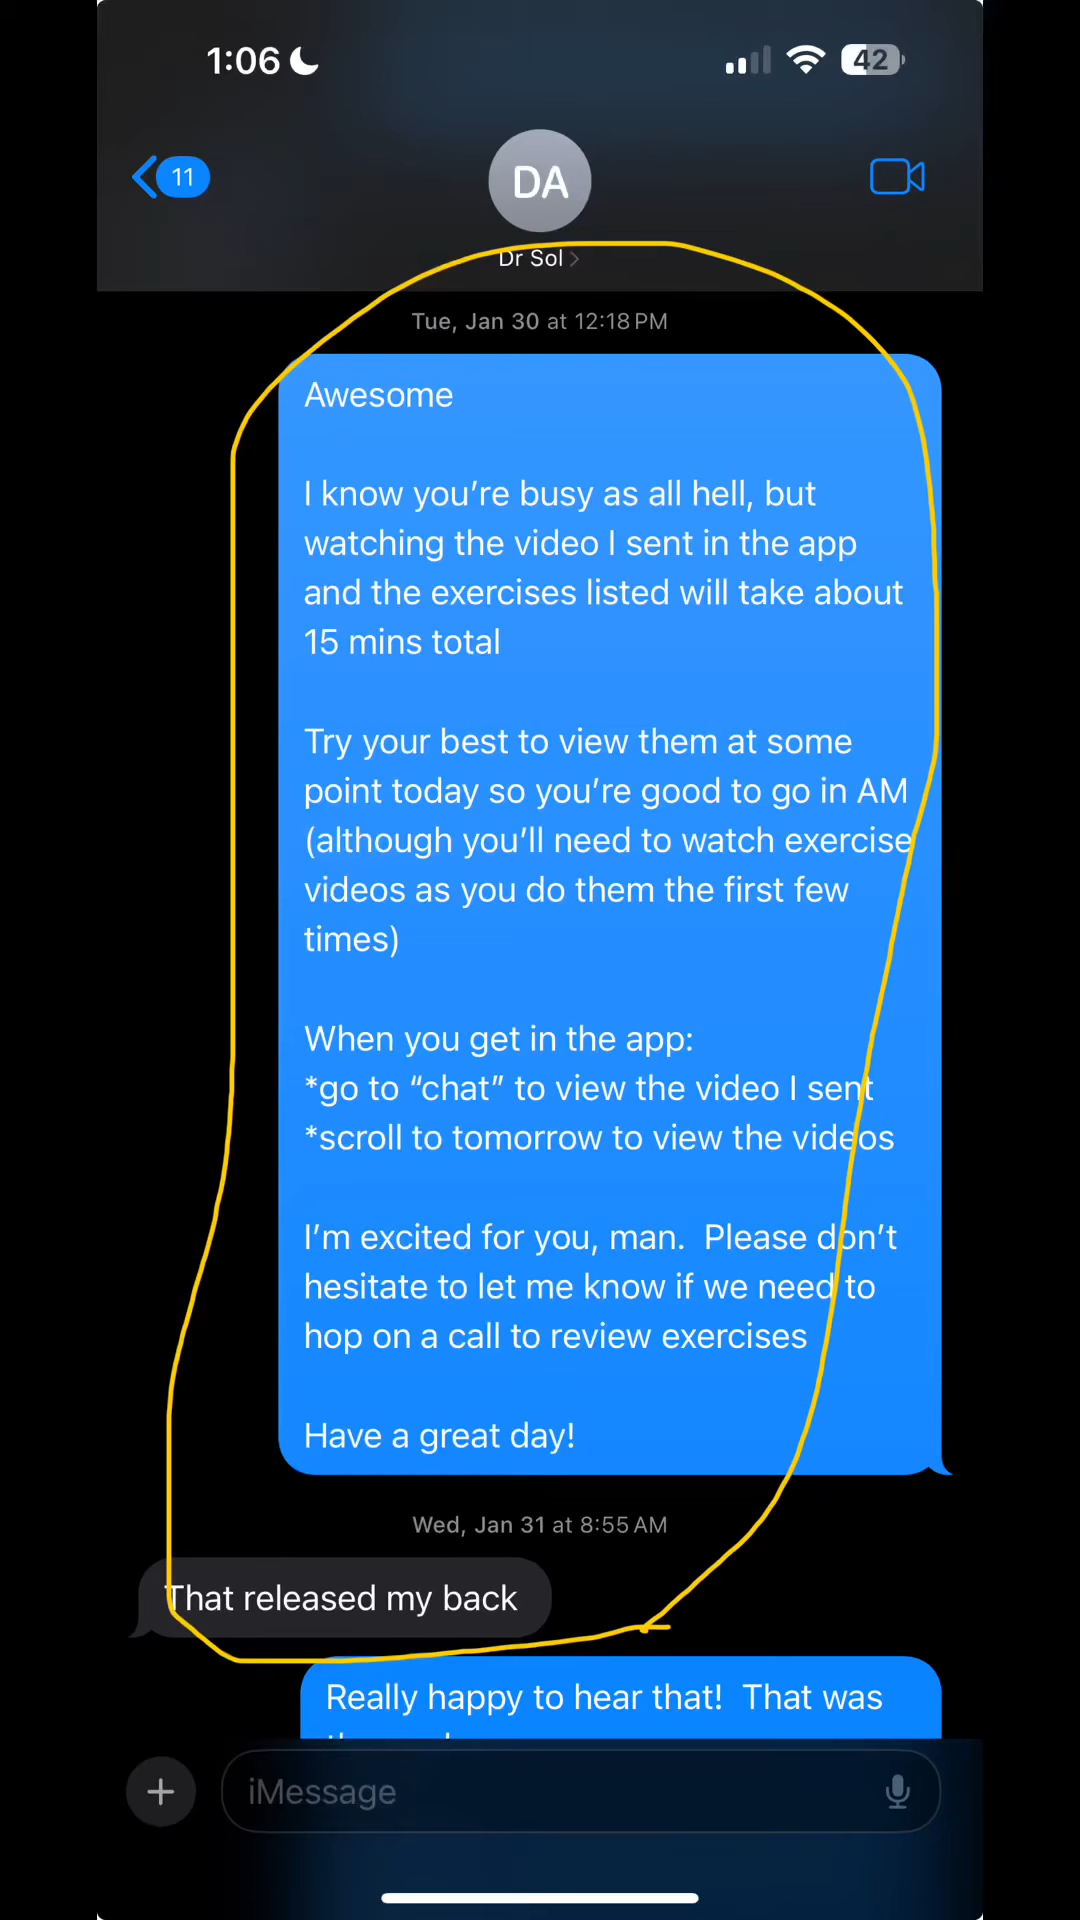 1:06
42
11
DA
Dr Sol
Tue, Jan 30 at 12:18 PM
Awesome
I know you’re busy as all hell, but
watching the video I sent in the app
and the exercises listed will take about
15 mins total
Try your best to view them at some
point today so you’re good to go in AM
(although you’ll need to watch exercise
videos as you do them the first few
times)
When you get in the app:
*go to “chat” to view the video I sent
*scroll to tomorrow to view the videos
I’m excited for you, man.  Please don’t
hesitate to let me know if we need to
hop on a call to review exercises
Have a great day!
Wed, Jan 31 at 8:55 AM
That released my back
Really happy to hear that!  That was
iMessage